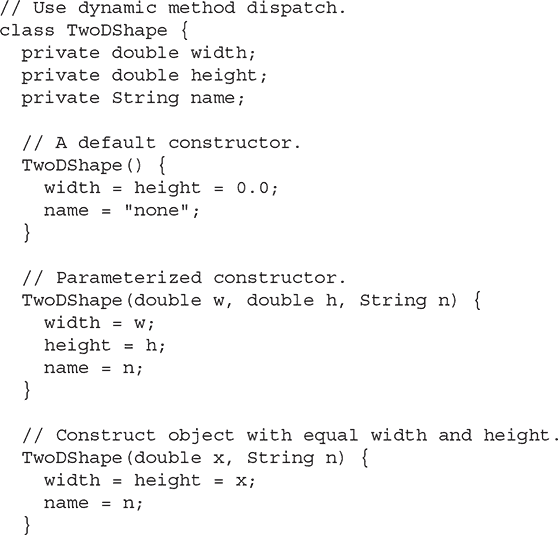 // Use dynamic method dispatch.
class TwoDShape {
  private double width;
  private double height;
  private String name;

  // A default constructor.
  TwoDShape() {
    width = height = 0.0;
    name = "none";
  }

  // Parameterized constructor.
  TwoDShape(double w, double h, String n) {
    width = w;
    height = h;
    name = n;
  }

  // Construct object with equal width and height.
  TwoDShape(double x, String n) {
    width = height = x;
    name = n;
  }